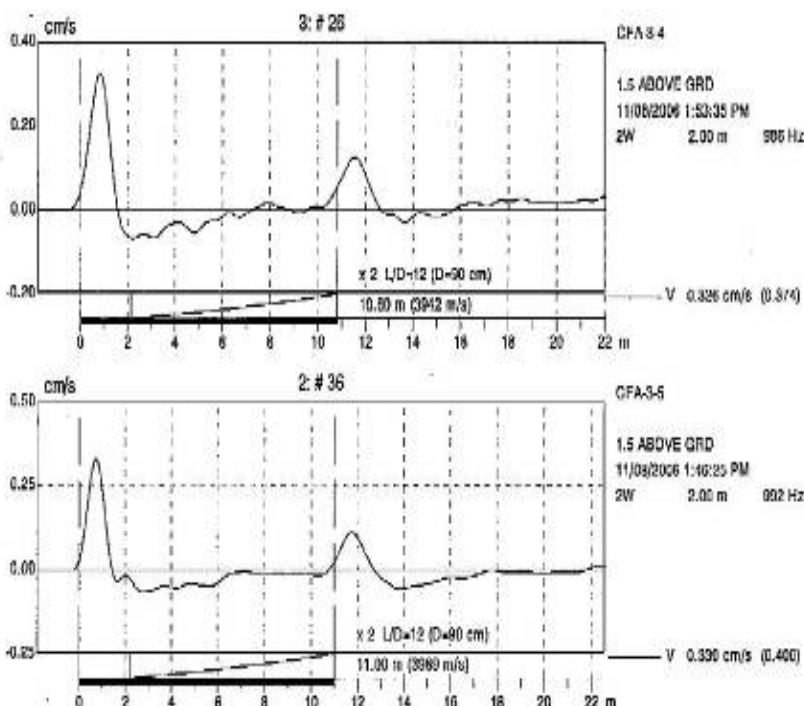 cm/s
3: # 26
CFA-3-4
0.40
1.5 ABOVE GRD
11/08/2006 1:53:35 PM
2W 2.00 m 986 Hz
0.20
0.00
x 2 L/D=12 (D=90 cm)
-0.20
10.80 m (3942 m/s)
V 0.326 cm/s (0.374)
0 2 4 6 8 10 12 14 16 18 20 22 m
cm/s
2: # 36
CFA-3-5
0.50
1.5 ABOVE GRD
11/08/2006 1:46:25 PM
2W 2.00 m 992 Hz
0.25
0.00
x 2 L/D=12 (D=90 cm)
-0.25
11.00 m (3969 m/s)
V 0.330 cm/s (0.400)
0 2 4 6 8 10 12 14 16 18 20 22 m